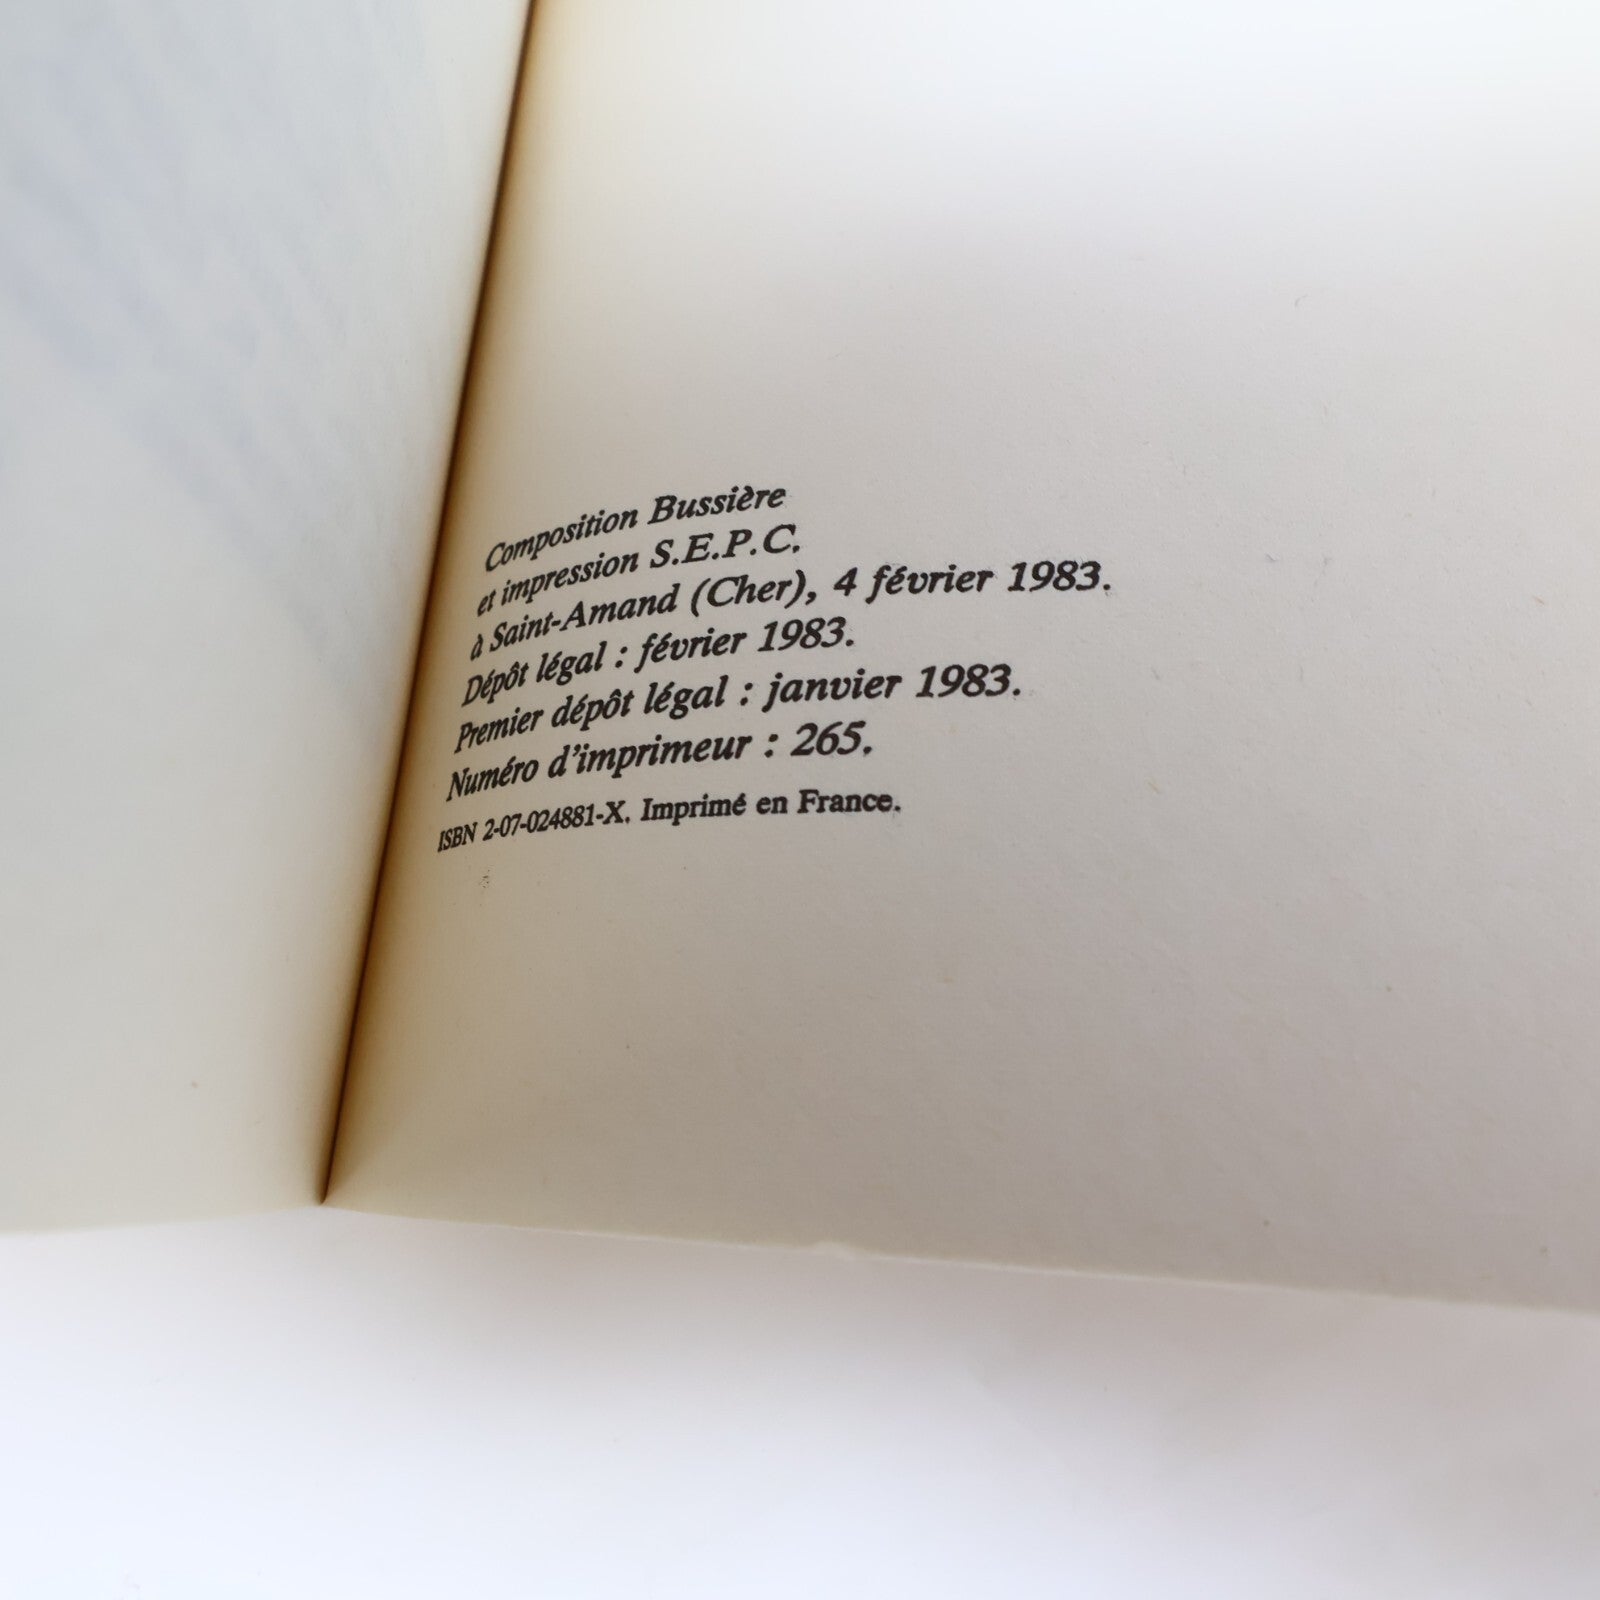 Composition Bussière
et impression S.E.P.C.
à Saint-Amand (Cher), 4 février 1983.
Dépôt légal : février 1983.
Premier dépôt légal : janvier 1983.
Numéro d'imprimeur : 265.
ISBN 2-07-024881-X. Imprimé en France.